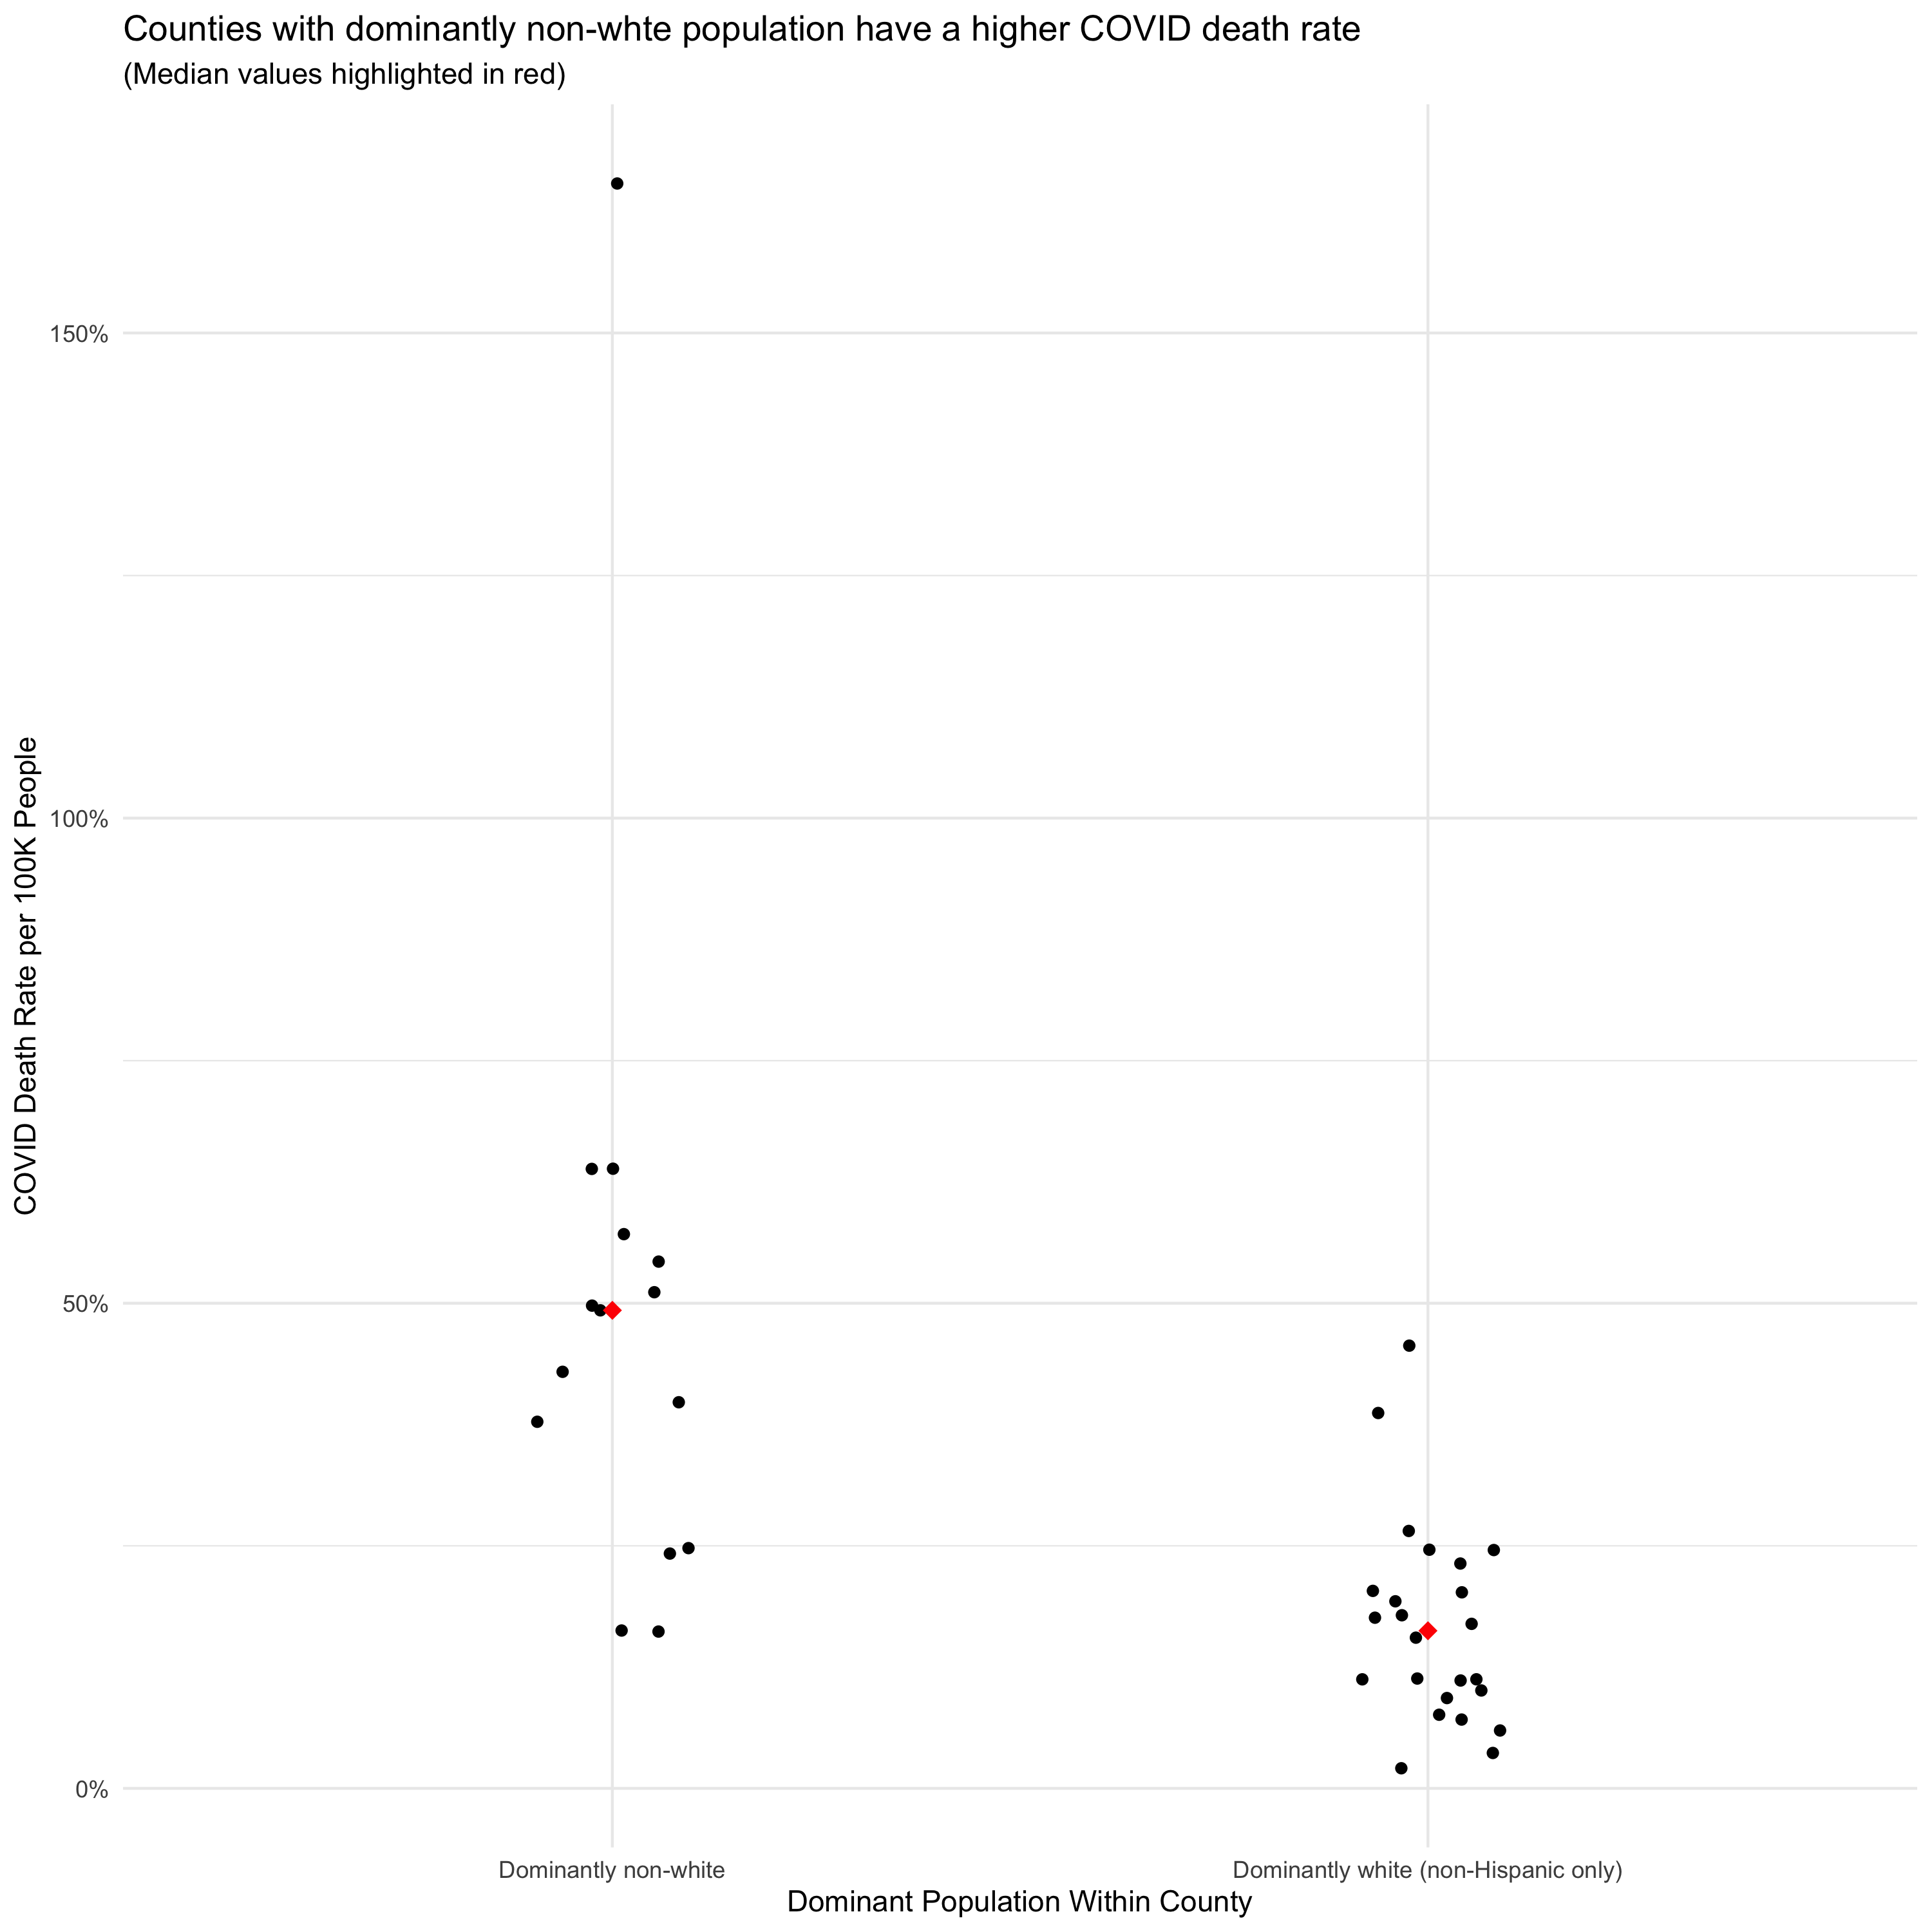 Counties with dominantly non-whte population have a higher COVID death rate
(Median values highlighted in red)
COVID Death Rate per 100K People
150%
100%
50%
0%
Dominantly non-white
Dominantly white (non-Hispanic only)
Dominant Population Within County